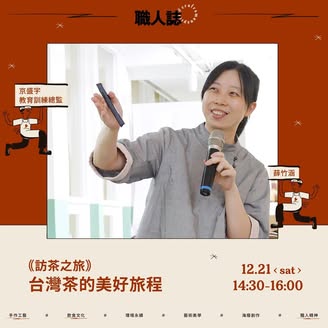 職人誌
京盛宇
教育訓練總監
薛竹涵
《訪茶之旅》
台灣茶的美好旅程
12.21 < sat >
14:30-16:00
手作工藝 飲食文化 環境永續 藝術美學 海報創作 職人精神